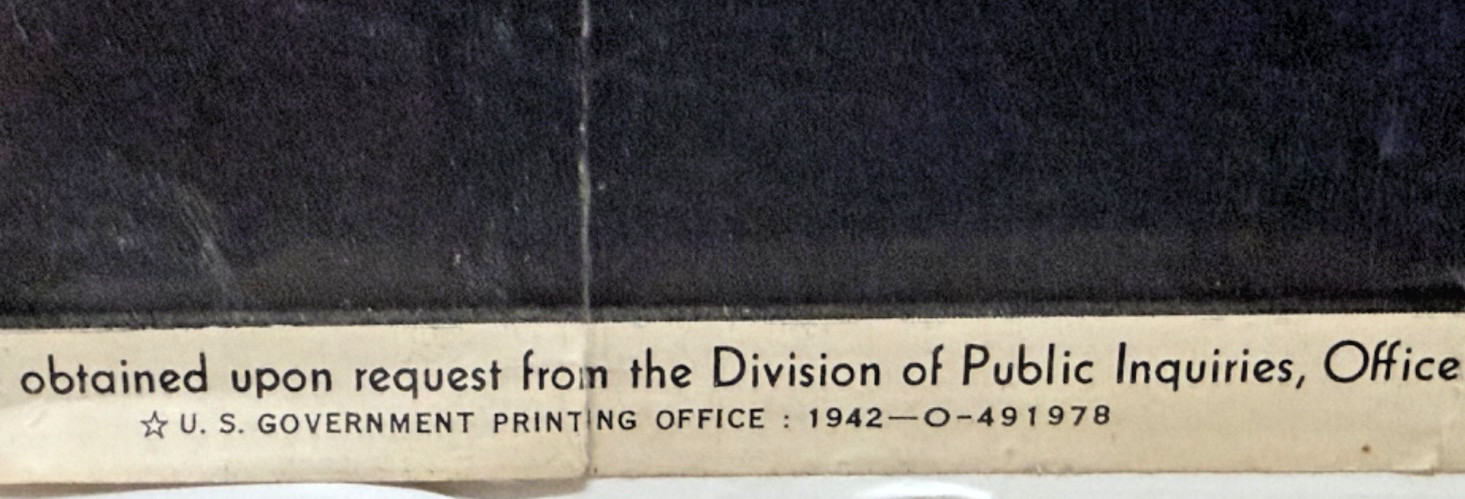 obtained upon request from the Division of Public Inquiries, Office
☆ U. S. GOVERNMENT PRINTING OFFICE : 1942—O-491978